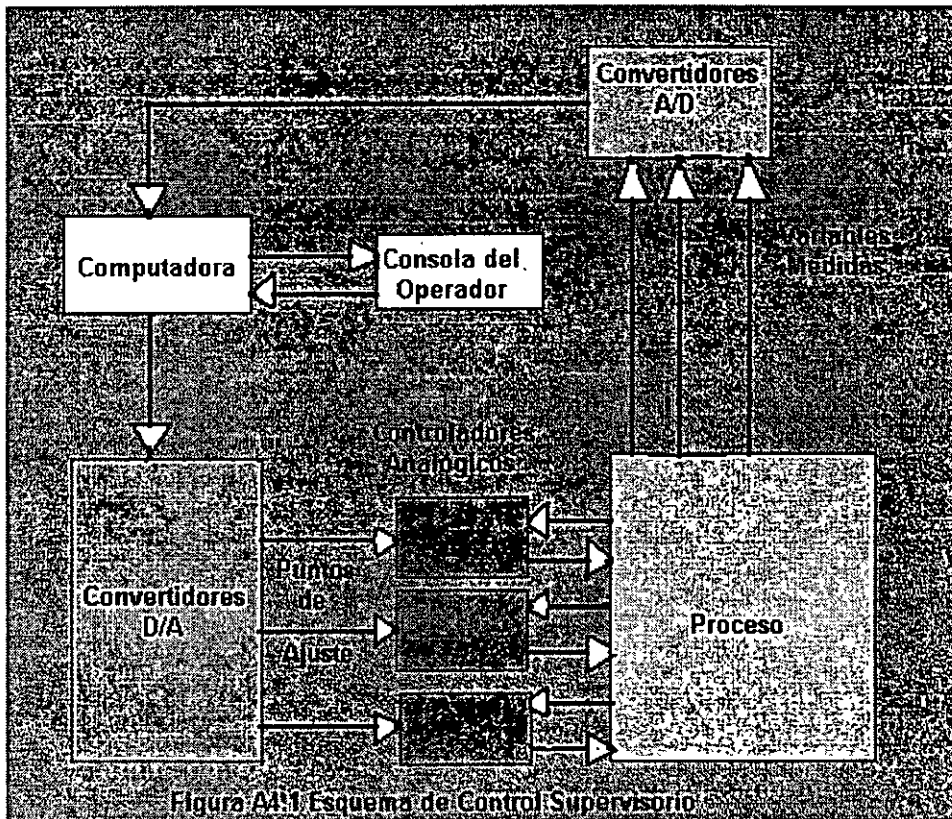 Convertidores
A/D
Variables
Medidas
Computadora
Consola del
Operador
Controladores
Analógicos
Convertidores
D/A
Puntos
de
Ajuste
Proceso
Figura A4.1 Esquema de Control Supervisorio